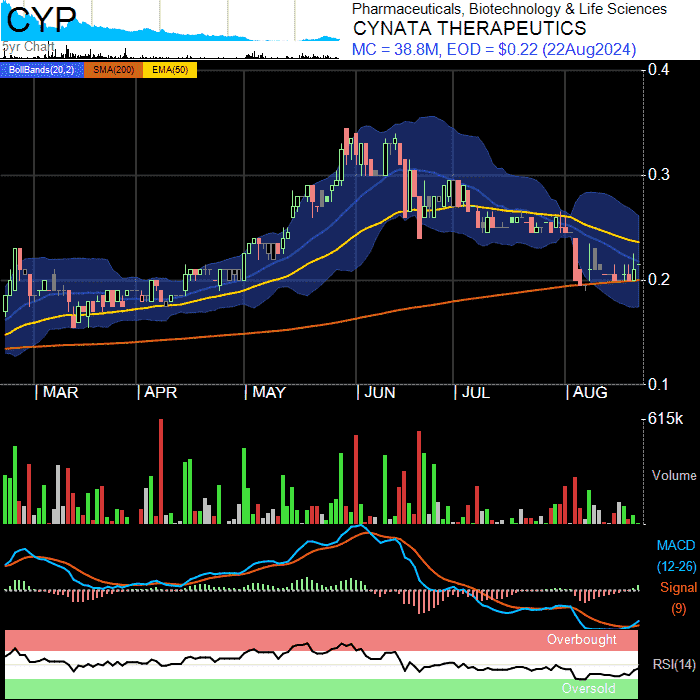 CYP
5yr Chart
Pharmaceuticals, Biotechnology & Life Sciences
CYNATA THERAPEUTICS
MC = 38.8M, EOD = $0.22 (22Aug2024)
BollBands(20,2) SMA(200) EMA(50)
0.4
0.3
0.2
0.1
| MAR | APR | MAY | JUN | JUL | AUG
615k
Volume
MACD
(12-26)
Signal
(9)
Overbought
RSI(14)
Oversold